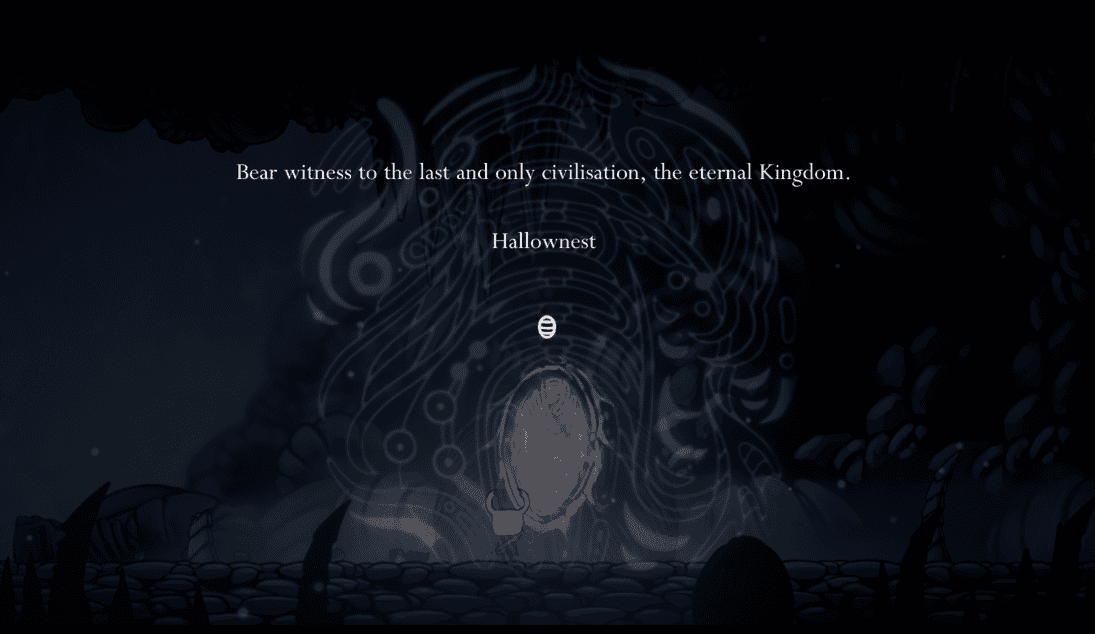 Bear witness to the last and only civilisation, the eternal Kingdom.
Hallownest